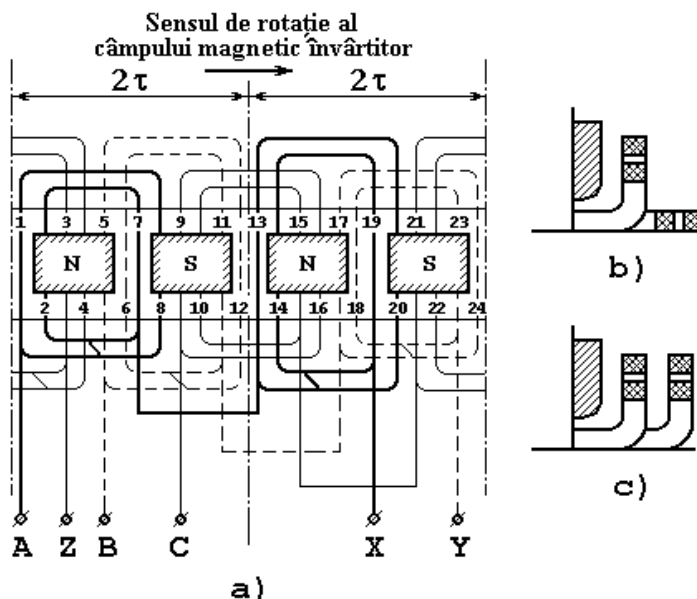 Sensul de rotație al
câmpului magnetic învârtitor
2τ 2τ
1 3 5 7 9 11 13 15 17 19 21 23
N S N S
2 4 6 8 10 12 14 16 18 20 22 24
A Z B C X Y
a)
b)
c)